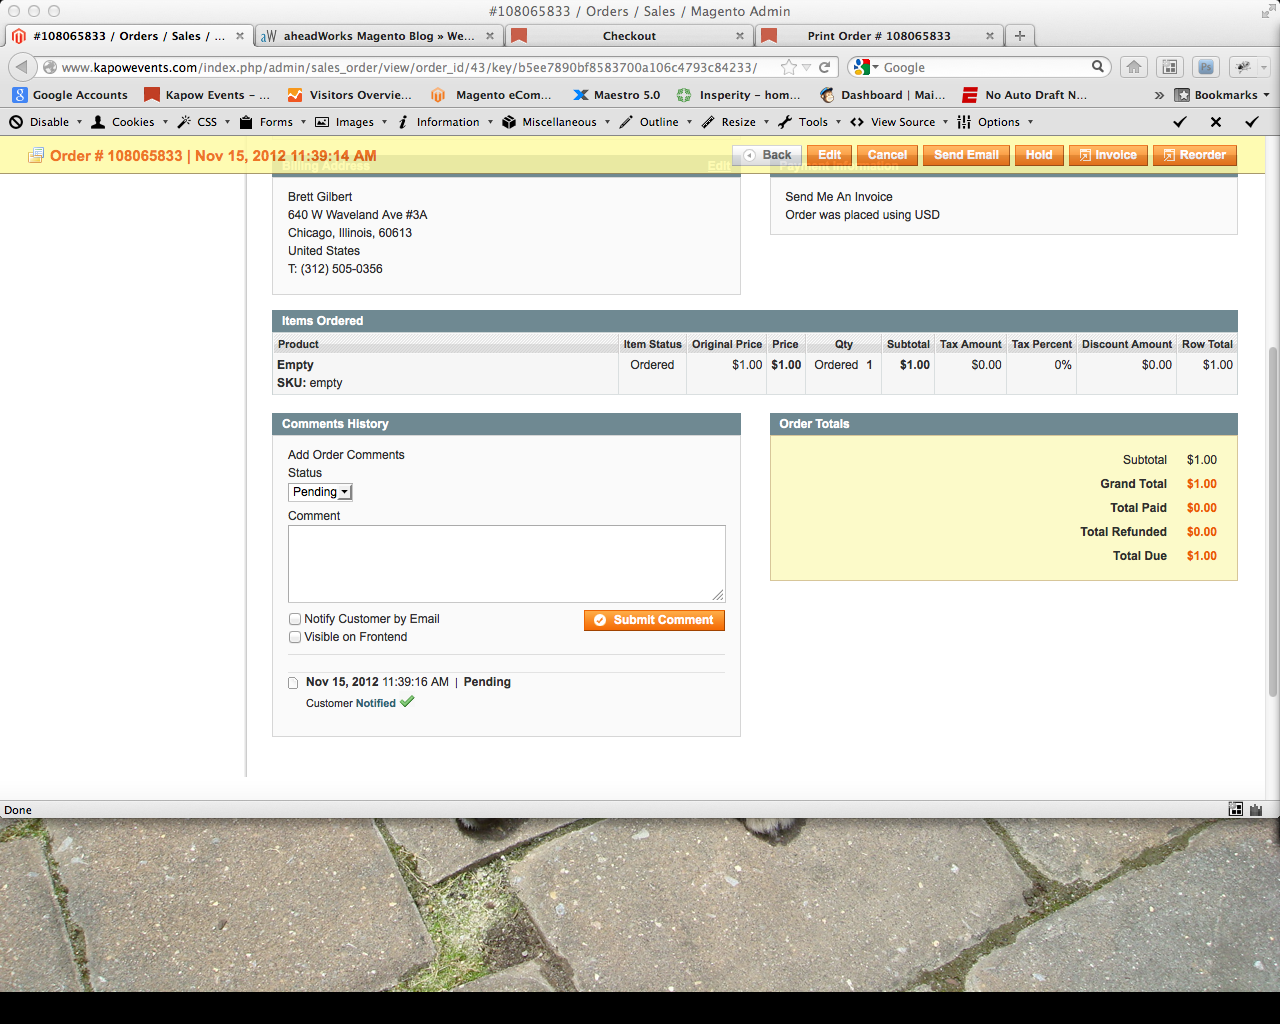 #108065833 / Orders / Sales / Magento Admin
#108065833 / Orders / Sales / ...
aheadWorks Magento Blog » We...
Checkout
Print Order # 108065833
www.kapowevents.com/index.php/admin/sales_order/view/order_id/43/key/b5ee7890bf8583700a106c4793c84233/
Google
Google Accounts
Kapow Events – ...
Visitors Overvie...
Magento eCom...
Maestro 5.0
Insperity – hom...
Dashboard | Mai...
No Auto Draft N...
» Bookmarks
Disable Cookies CSS Forms Images Information Miscellaneous Outline Resize Tools View Source Options
Order # 108065833 | Nov 15, 2012 11:39:14 AM
Back Edit Cancel Send Email Hold Invoice Reorder
Billing Address Edit
Payment Information
Brett Gilbert
640 W Waveland Ave #3A
Chicago, Illinois, 60613
United States
T: (312) 505-0356
Send Me An Invoice
Order was placed using USD
Items Ordered
Product Item Status Original Price Price Qty Subtotal Tax Amount Tax Percent Discount Amount Row Total
Empty Ordered $1.00 $1.00 Ordered 1 $1.00 $0.00 0% $0.00 $1.00
SKU: empty
Comments History
Add Order Comments
Status
Pending
Comment
Notify Customer by Email
Visible on Frontend
Submit Comment
Nov 15, 2012 11:39:16 AM | Pending
Customer Notified
Order Totals
Subtotal $1.00
Grand Total $1.00
Total Paid $0.00
Total Refunded $0.00
Total Due $1.00
Done